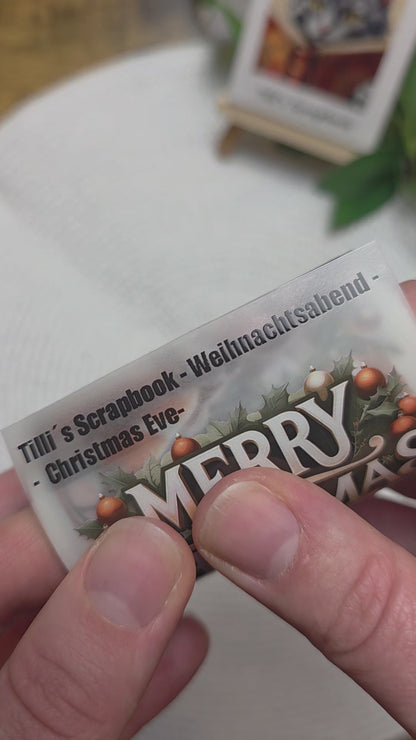 Tilli´s Scrapbook - Weihnachtsabend -
- Christmas Eve-
MERRY